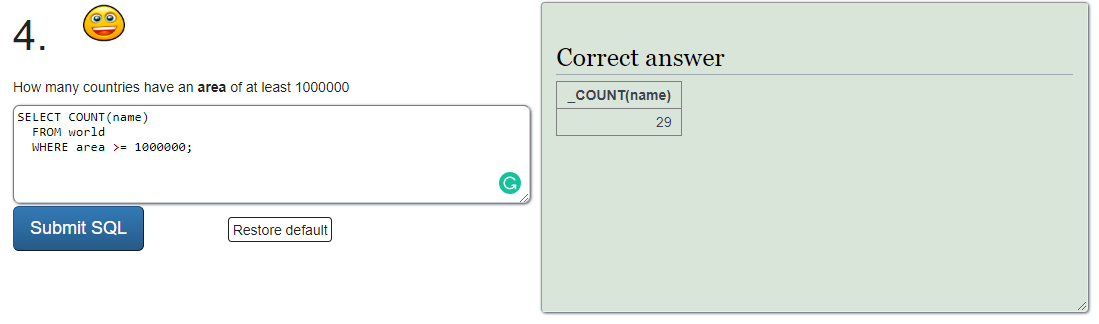 4.
How many countries have an area of at least 1000000
SELECT COUNT(name)
FROM world
WHERE area >= 1000000;
G
Submit SQL
Restore default
Correct answer
_COUNT(name)
29